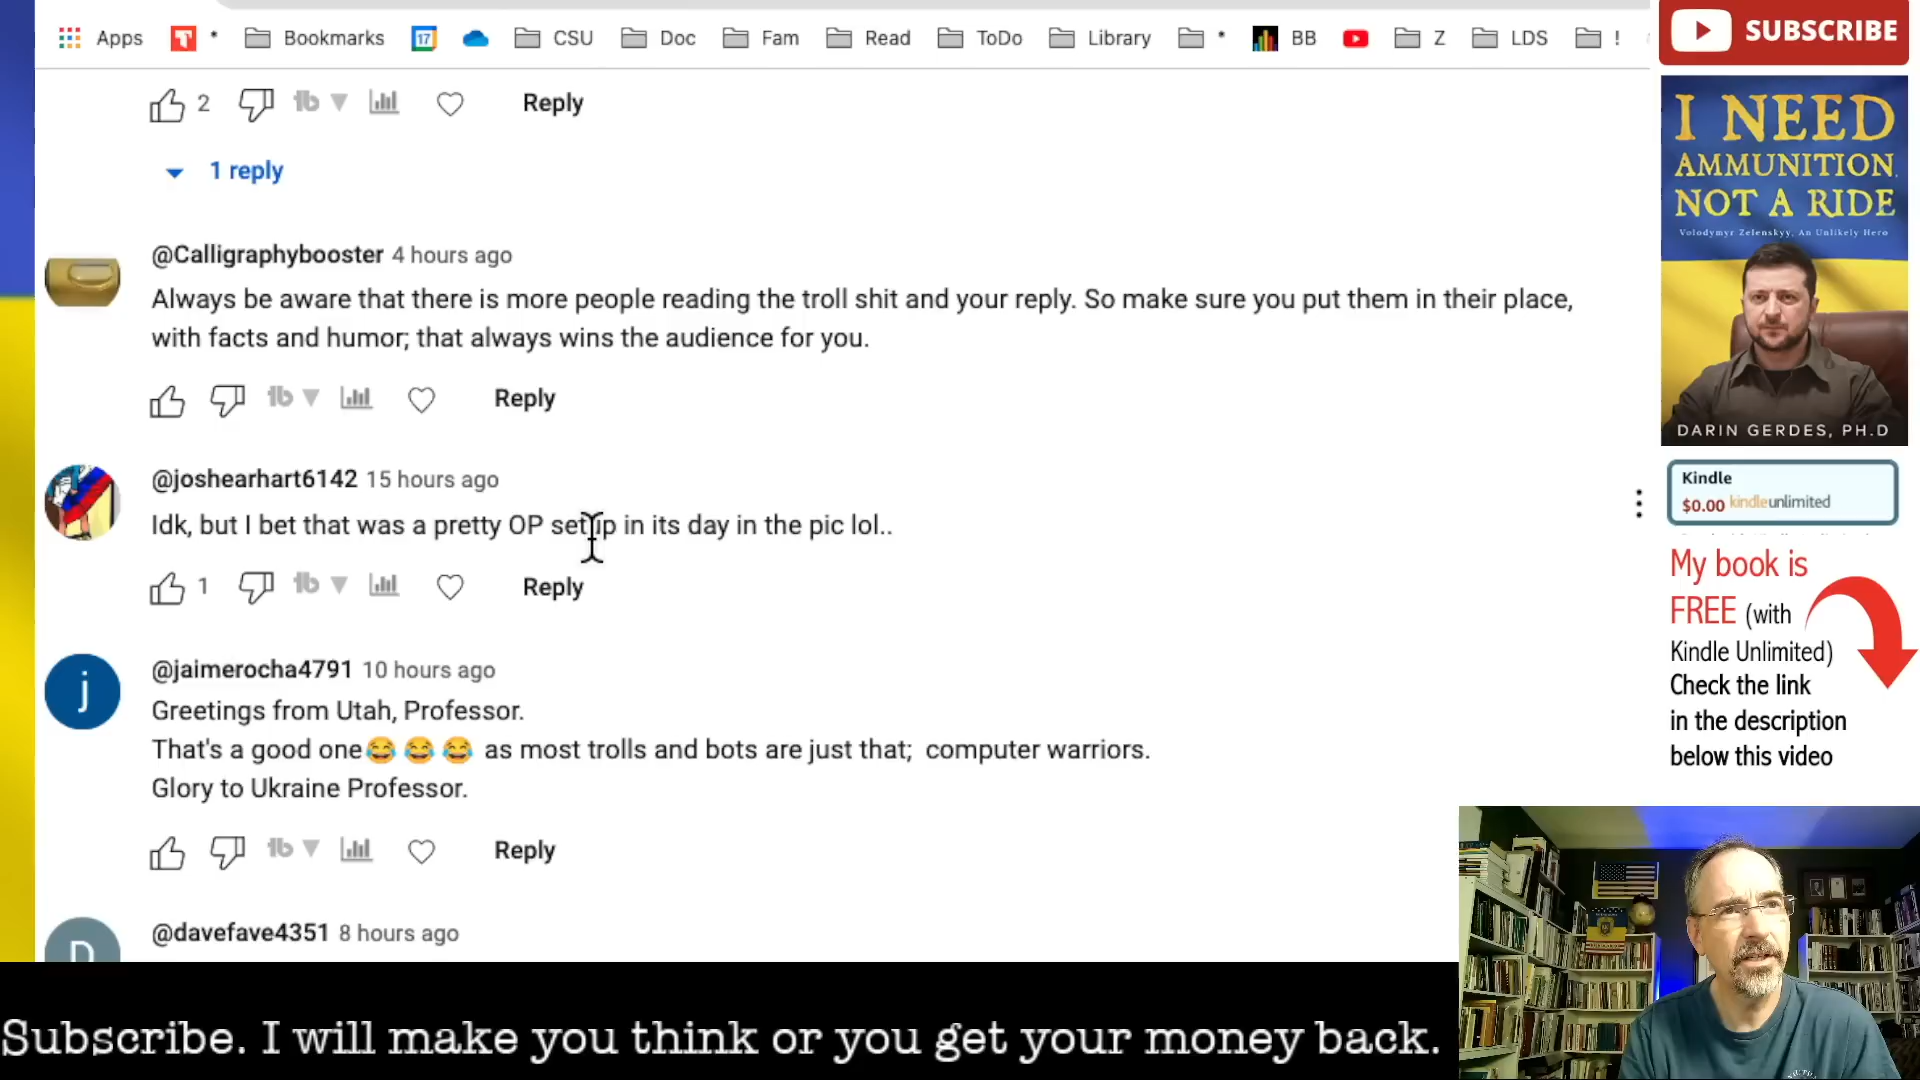 Apps
*
Bookmarks
17
CSU
Doc
Fam
Read
ToDo
Library
*
BB
Z
LDS
!
SUBSCRIBE
2
Reply
1 reply
@Calligraphybooster 4 hours ago
Always be aware that there is more people reading the troll shit and your reply. So make sure you put them in their place,
with facts and humor; that always wins the audience for you.
Reply
@joshearhart6142 15 hours ago
Idk, but I bet that was a pretty OP setup in its day in the pic lol..
1
Reply
j
@jaimerocha4791 10 hours ago
Greetings from Utah, Professor.
That's a good one😂😂😂 as most trolls and bots are just that; computer warriors.
Glory to Ukraine Professor.
Reply
D
@davefave4351 8 hours ago
I NEED
AMMUNITION,
NOT A RIDE
Volodymyr Zelenskyy, An Unlikely Hero
DARIN GERDES, PH.D
Kindle
$0.00 kindleunlimited
My book is
FREE (with
Kindle Unlimited)
Check the link
in the description
below this video
Subscribe. I will make you think or you get your money back.